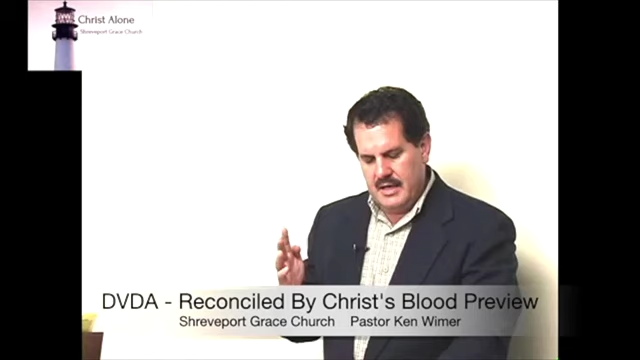 Christ Alone
Shreveport Grace Church
DVDA - Reconciled By Christ's Blood Preview
Shreveport Grace Church Pastor Ken Wimer